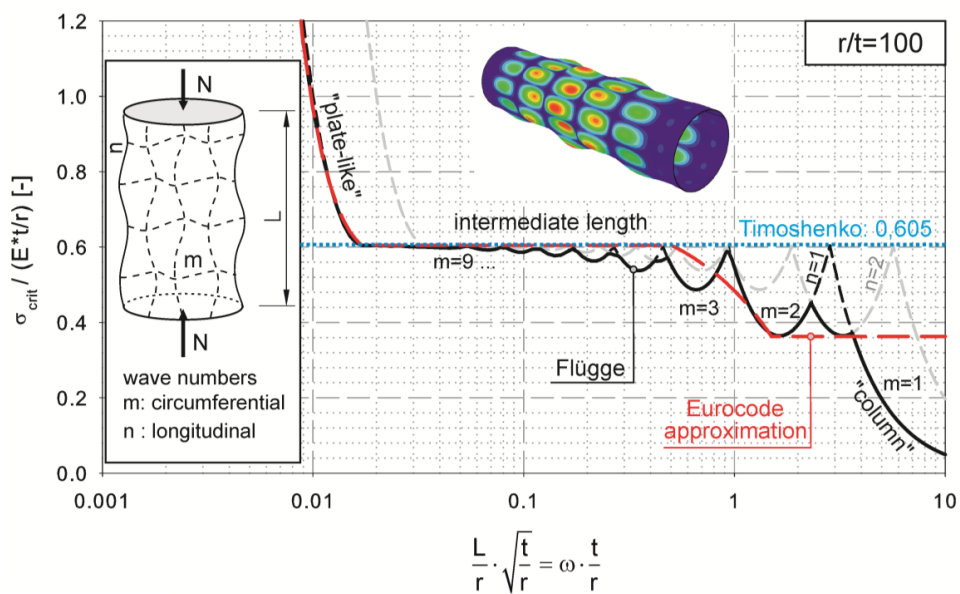 1.2
1.0
0.8
0.6
0.4
0.2
0.0
σcrit / (E*t/r) [-]
r/t=100
N
n
L
m
N
wave numbers
m: circumferential
n : longitudinal
"plate-like"
intermediate length
Timoshenko: 0,605
m=9 ...
m=3
m=2
n=1
n=2
Flügge
m=1
"column"
Eurocode
approximation
0.001
0.01
0.1
1
10
L/r · √(t/r) = ω · t/r